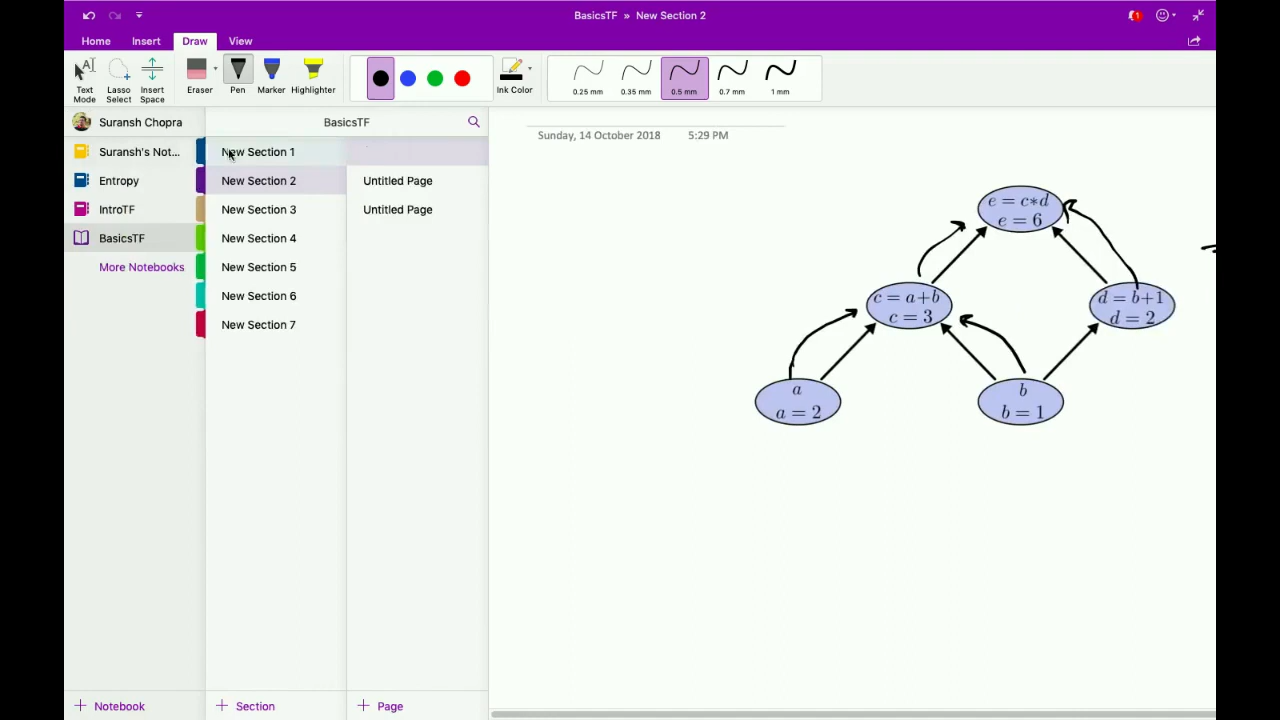 BasicsTF » New Section 2
1
Home Insert Draw View
Text Mode
Lasso Select
Insert Space
Eraser
Pen
Marker
Highlighter
Ink Color
0.25 mm
0.35 mm
0.5 mm
0.7 mm
1 mm
Suransh Chopra
BasicsTF
Suransh's Not...
Entropy
IntroTF
BasicsTF
More Notebooks
New Section 1
New Section 2
New Section 3
New Section 4
New Section 5
New Section 6
New Section 7
Untitled Page
Untitled Page
Sunday, 14 October 2018 5:29 PM
e = c*d
e = 6
c = a+b
c = 3
d = b+1
d = 2
a
a = 2
b
b = 1
+ Notebook
+ Section
+ Page